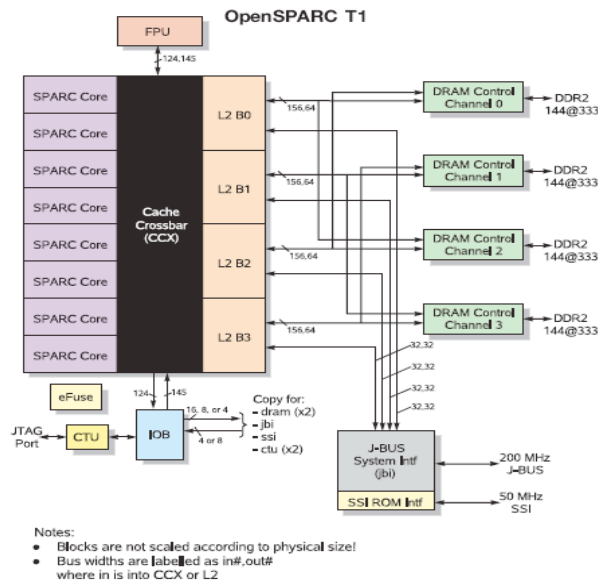 OpenSPARC T1
FPU
124,145
SPARC Core
SPARC Core
SPARC Core
SPARC Core
SPARC Core
SPARC Core
SPARC Core
SPARC Core
Cache
Crossbar
(CCX)
L2 B0
L2 B1
L2 B2
L2 B3
156,64
156,64
156,64
156,64
DRAM Control
Channel 0
DDR2
144@333
DRAM Control
Channel 1
DDR2
144@333
DRAM Control
Channel 2
DDR2
144@333
DRAM Control
Channel 3
DDR2
144@333
32,32
32,32
32,32
32,32
eFuse
124
145
JTAG
Port
CTU
IOB
16, 8, or 4
4 or 8
Copy for:
- dram (x2)
- jbi
- ssi
- ctu (x2)
J-BUS
System Intf
(jbi)
SSI ROM Intf
200 MHz
J-BUS
50 MHz
SSI
Notes:
• Blocks are not scaled according to physical size!
• Bus widths are labelled as in#,out#
where in is into CCX or L2